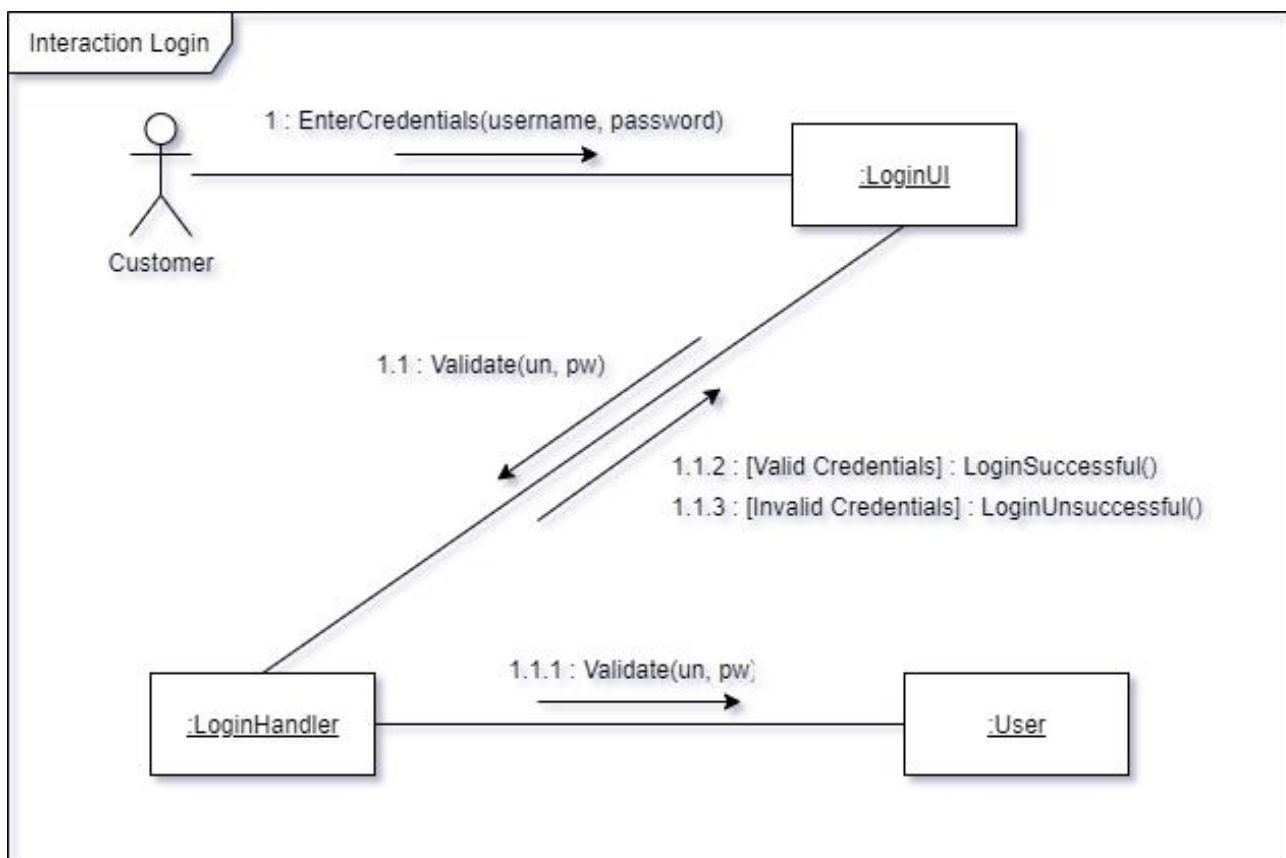 Interaction Login
1 : EnterCredentials(username, password)
:LoginUI
Customer
1.1 : Validate(un, pw)
1.1.2 : [Valid Credentials] : LoginSuccessful()
1.1.3 : [Invalid Credentials] : LoginUnsuccessful()
1.1.1 : Validate(un, pw)
:LoginHandler
:User